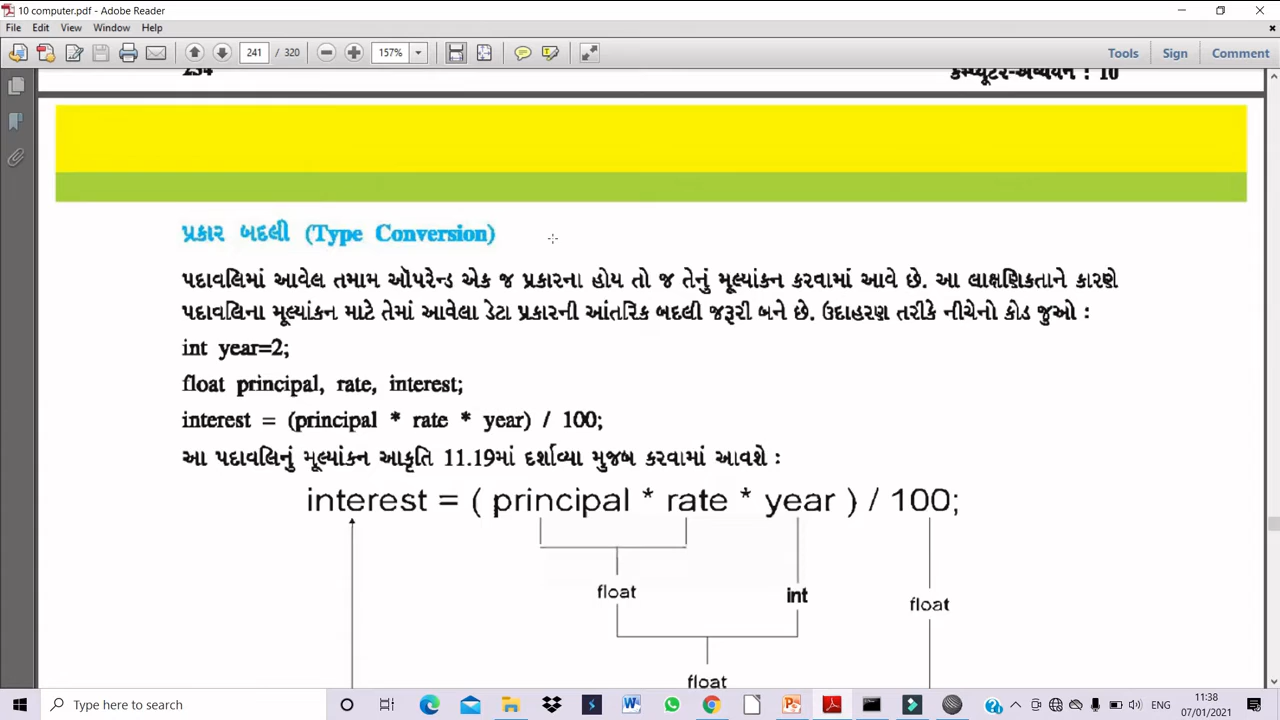 10 computer.pdf - Adobe Reader
File Edit View Window Help
241 / 320 157% Tools Sign Comment
234 કમ્પ્યૂટર-અધ્યયન : 10
પ્રકાર બદલી (Type Conversion)
પદાવલિમાં આવેલ તમામ ઑપરેન્ડ એક જ પ્રકારના હોય તો જ તેનું મૂલ્યાંકન કરવામાં આવે છે. આ લાક્ષણિકતાને કારણે
પદાવલિના મૂલ્યાંકન માટે તેમાં આવેલા ડેટા પ્રકારની આંતરિક બદલી જરૂરી બને છે. ઉદાહરણ તરીકે નીચેનો કોડ જુઓ :
int year=2;
float principal, rate, interest;
interest = (principal * rate * year) / 100;
આ પદાવલિનું મૂલ્યાંકન આકૃતિ 11.19માં દર્શાવ્યા મુજબ કરવામાં આવશે :
interest = ( principal * rate * year ) / 100;
float int float
float
Type here to search
ENG
11:38
07/01/2021